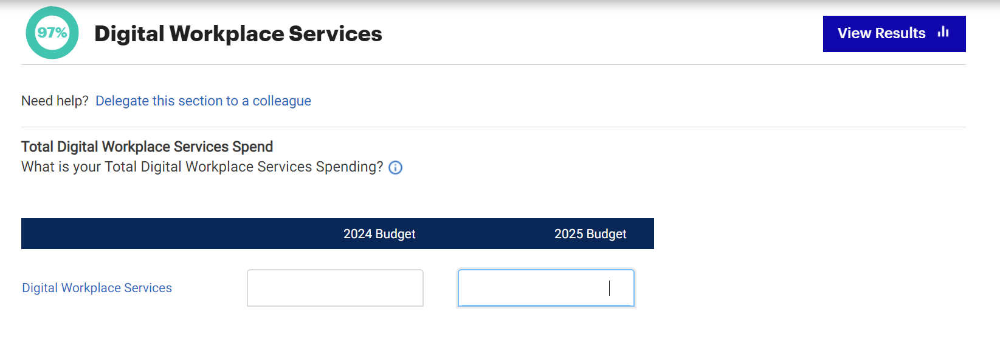 97%
Digital Workplace Services
View Results
Need help? Delegate this section to a colleague
Total Digital Workplace Services Spend
What is your Total Digital Workplace Services Spending?
2024 Budget 2025 Budget
Digital Workplace Services